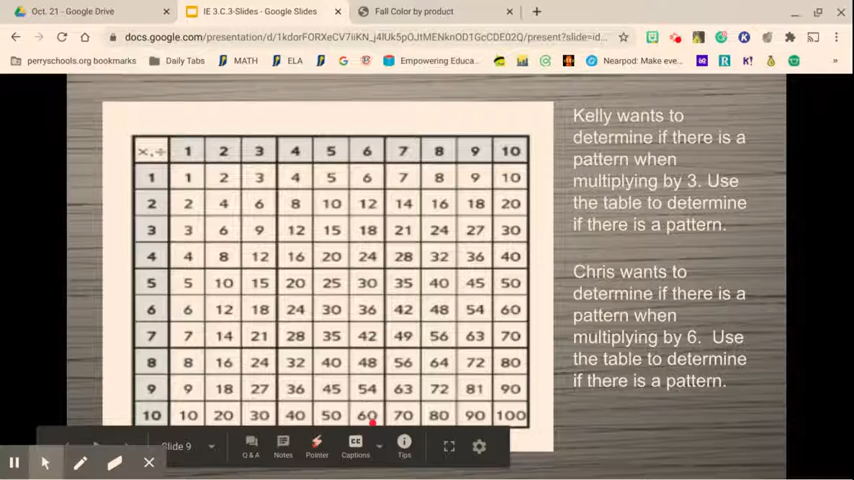 Oct. 21 - Google Drive
IE 3.C.3-Slides - Google Slides
Fall Color by product
docs.google.com/presentation/d/1kdorFORXeCV7iiKN_j4lUk5pOJtMENknOD1GcCDE02Q/present?slide=id...
perryschools.org bookmarks
Daily Tabs
MATH
ELA
Empowering Educa...
Nearpod: Make eve...
K!
»
×,÷ 1 2 3 4 5 6 7 8 9 10
1 1 2 3 4 5 6 7 8 9 10
2 2 4 6 8 10 12 14 16 18 20
3 3 6 9 12 15 18 21 24 27 30
4 4 8 12 16 20 24 28 32 36 40
5 5 10 15 20 25 30 35 40 45 50
6 6 12 18 24 30 36 42 48 54 60
7 7 14 21 28 35 42 49 56 63 70
8 8 16 24 32 40 48 56 64 72 80
9 9 18 27 36 45 54 63 72 81 90
10 10 20 30 40 50 60 70 80 90 100
Kelly wants to
determine if there is a
pattern when
multiplying by 3. Use
the table to determine
if there is a pattern.
Chris wants to
determine if there is a
pattern when
multiplying by 6. Use
the table to determine
if there is a pattern.
Slide 9
Q & A
Notes
Pointer
Captions
Tips